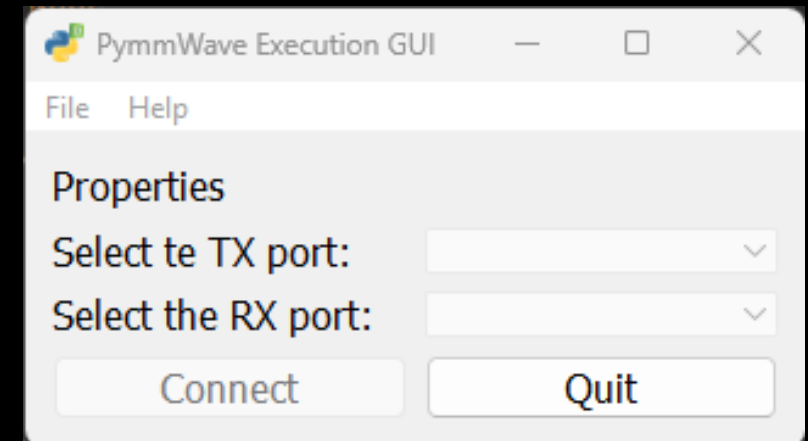 PymmWave Execution GUI
File Help
Properties
Select te TX port:
Select the RX port:
Connect Quit